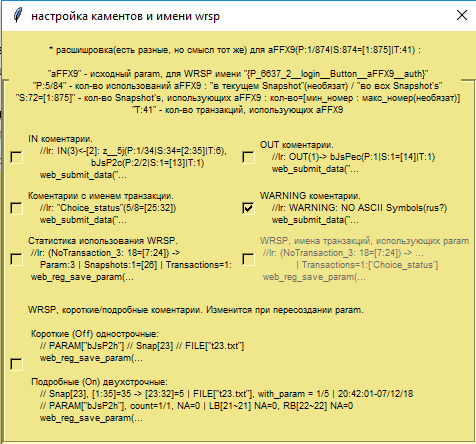 настройка каментов и имени wrsp
* расшишровка(есть разные, но смысл тот же) для aFFX9(P:1/874|S:874=[1:875]|T:41) :
"aFFX9" - исходный param, для WRSP имени "{P_6637_2__login__Button__aFFX9__auth}"
"P:5/84" - кол-во использований aFFX9 : "в текущем Snapshot"(необязат) / "во всх Snapshot's"
"S:72=[1:875]" - кол-во Snapshot's, использующих aFFX9 : кол-во=[мин_номер : макс_номер(необязат)]
"T:41" - кол-во транзакций, использующих aFFX9
IN коментарии.
//lr: IN(3)<-[2]: z__5j(P:1/34|S:34=[2:35]|T:6),
bJsP2c(P:2/2|S:1=[13]|T:1)
web_submit_data("...
OUT коментарии.
//lr: OUT(1)-> bJsPec(P:1|S:1=[14]|T:1)
web_submit_data("...
Коментарии с именем транзакции.
//lr: "Choice_status"(5/8=[25:32])
web_submit_data("...
WARNING коментарии.
//lr: WARNING: NO ASCII Symbols(rus?)
web_submit_data("...
Статистика использования WRSP.
//lr: (NoTransaction_3: 18=[7:24]) ->
Param:3 | Snapshots:1=[26] | Transactions=1:
web_reg_save_param(...
WRSP, имена транзакций, использующих param
//lr: (NoTransaction_3: 18=[7:24]) -> ...
| Transactions=1:['Choice_status']
web_reg_save_param(...
WRSP, короткие/подробные коментарии. Изменится при пересоздании param.
Короткие (Off) однострочные:
// PARAM["bJsP2h"] // Snap[23] // FILE["t23.txt"]
web_reg_save_param(...
Подробные (On) двухстрочные:
// Snap[23], [1:35]=35 -> [23:32]=5 | FILE["t23.txt"], with_param = 1/5 | 20:42:01-07/12/18
// PARAM["bJsP2h"], count=1/1, NA=0 | LB[21~21] NA=0, RB[22~22] NA=0
web_reg_save_param(...